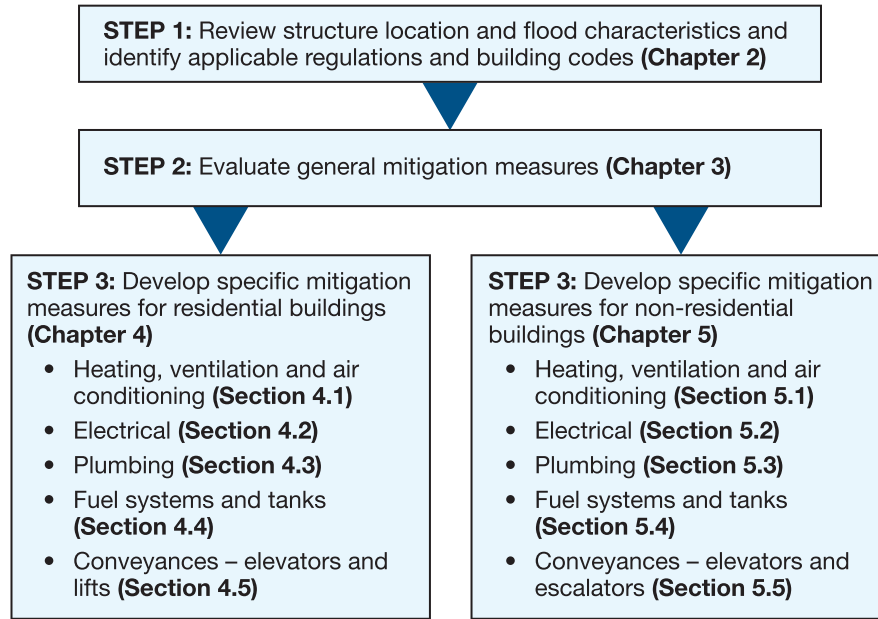 STEP 1: Review structure location and flood characteristics and
identify applicable regulations and building codes (Chapter 2)
STEP 2: Evaluate general mitigation measures (Chapter 3)
STEP 3: Develop specific mitigation
measures for residential buildings
(Chapter 4)
• Heating, ventilation and air
conditioning (Section 4.1)
• Electrical (Section 4.2)
• Plumbing (Section 4.3)
• Fuel systems and tanks
(Section 4.4)
• Conveyances – elevators and
lifts (Section 4.5)
STEP 3: Develop specific mitigation
measures for non-residential
buildings (Chapter 5)
• Heating, ventilation and air
conditioning (Section 5.1)
• Electrical (Section 5.2)
• Plumbing (Section 5.3)
• Fuel systems and tanks
(Section 5.4)
• Conveyances – elevators and
escalators (Section 5.5)